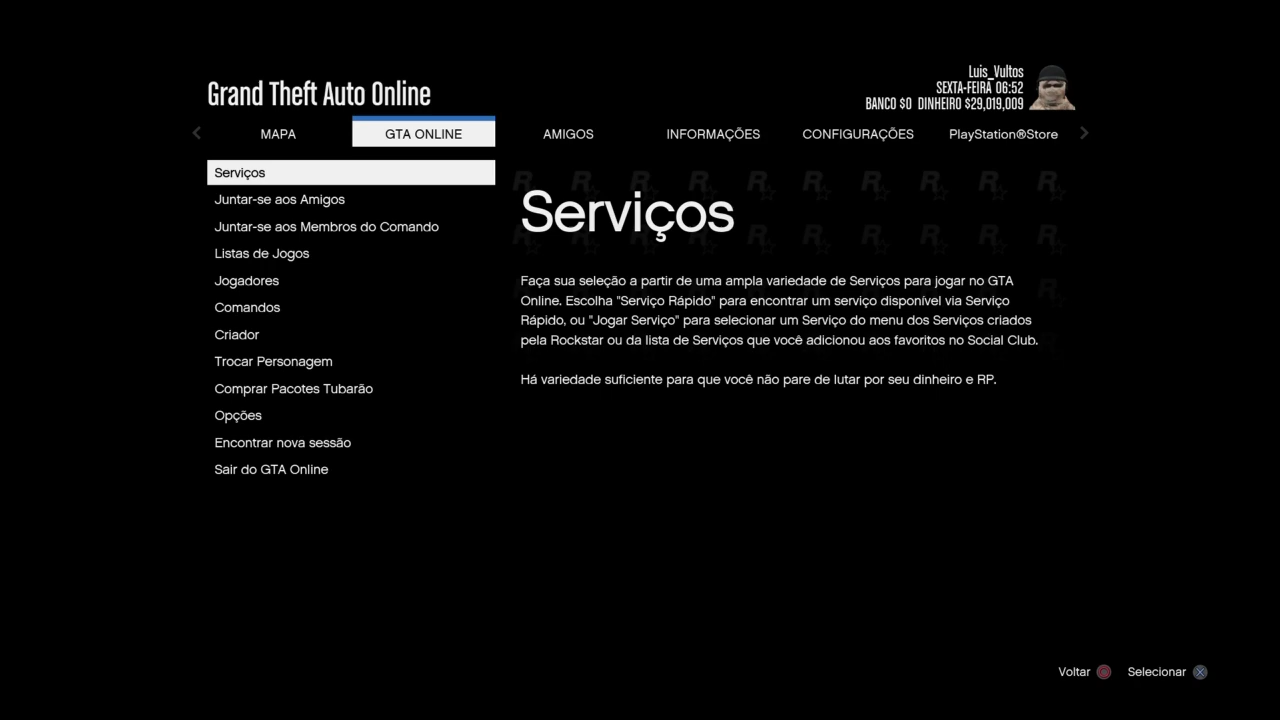 Grand Theft Auto Online
Luis_Vultos
SEXTA-FEIRA 06:52
BANCO $0 DINHEIRO $29,019,009
MAPA GTA ONLINE AMIGOS INFORMAÇÕES CONFIGURAÇÕES PlayStation®Store
Serviços
Juntar-se aos Amigos
Juntar-se aos Membros do Comando
Listas de Jogos
Jogadores
Comandos
Criador
Trocar Personagem
Comprar Pacotes Tubarão
Opções
Encontrar nova sessão
Sair do GTA Online
Serviços
Faça sua seleção a partir de uma ampla variedade de Serviços para jogar no GTA
Online. Escolha "Serviço Rápido" para encontrar um serviço disponível via Serviço
Rápido, ou "Jogar Serviço" para selecionar um Serviço do menu dos Serviços criados
pela Rockstar ou da lista de Serviços que você adicionou aos favoritos no Social Club.
Há variedade suficiente para que você não pare de lutar por seu dinheiro e RP.
Voltar Selecionar